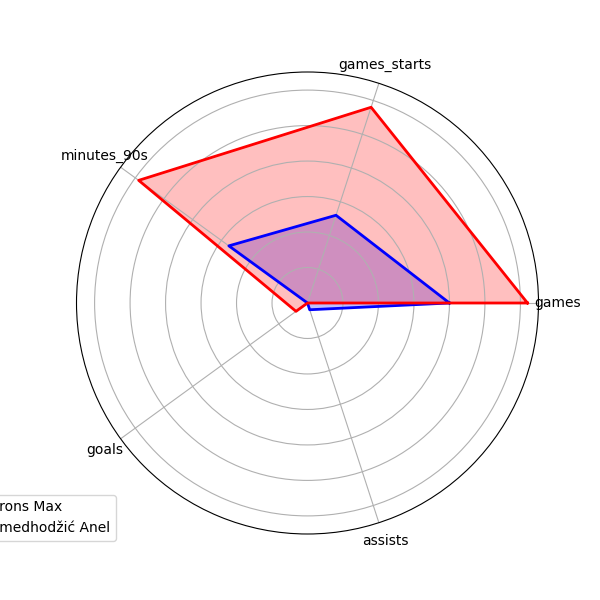 games_starts
minutes_90s
games
goals
rons Max
medhodžić Anel
assists